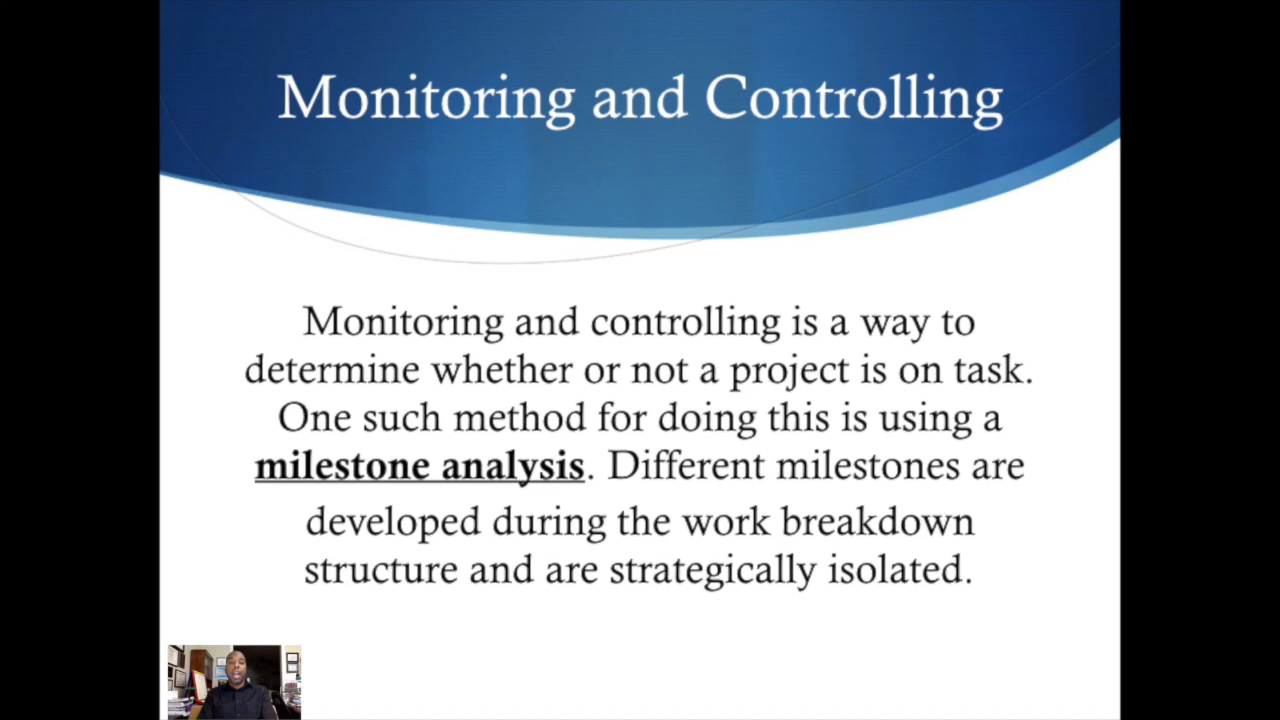 Monitoring and Controlling
Monitoring and controlling is a way to
determine whether or not a project is on task.
One such method for doing this is using a
milestone analysis. Different milestones are
developed during the work breakdown
structure and are strategically isolated.